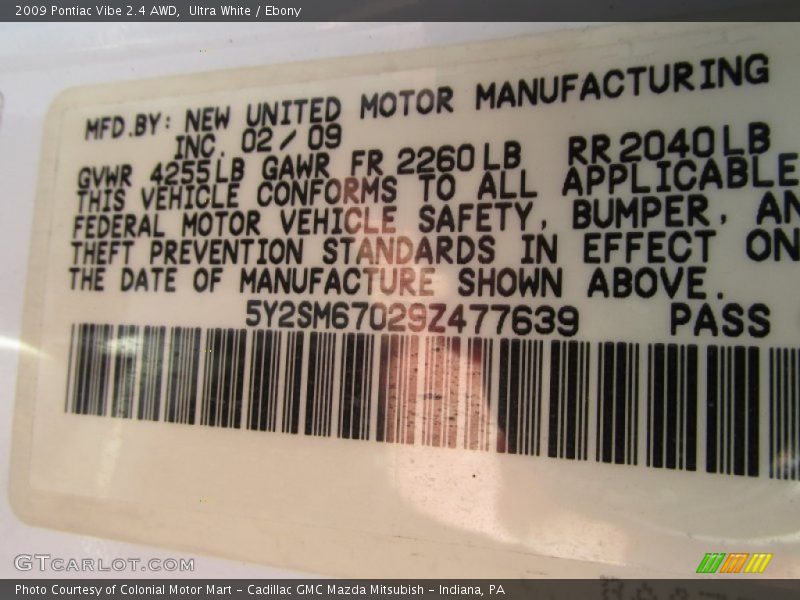 2009 Pontiac Vibe 2.4 AWD,  Ultra White / Ebony
MFD.BY: NEW UNITED MOTOR MANUFACTURING
INC. 02/09
GVWR 4255LB GAWR FR 2260LB RR2040LB
THIS VEHICLE CONFORMS TO ALL APPLICABLE
FEDERAL MOTOR VEHICLE SAFETY, BUMPER, AN
THEFT PREVENTION STANDARDS IN EFFECT ON
THE DATE OF MANUFACTURE SHOWN ABOVE.
5Y2SM67029Z477639 PASS
GTCARLOT.COM
Photo Courtesy of Colonial Motor Mart - Cadillac GMC Mazda Mitsubish - Indiana, PA